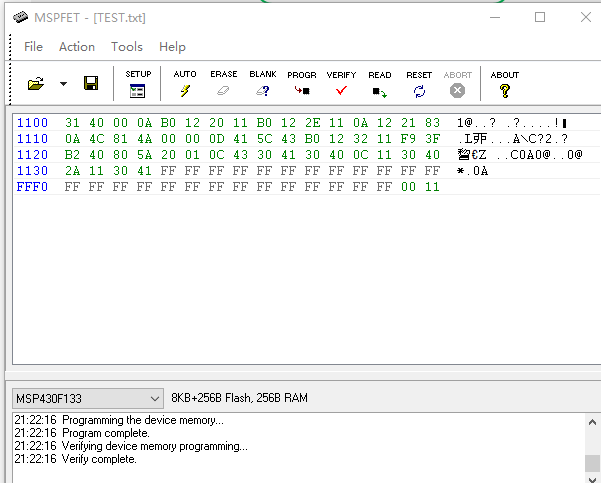 MSPFET - [TEST.txt]
File Action Tools Help
SETUP AUTO ERASE BLANK PROGR VERIFY READ RESET ABORT ABOUT
1100 31 40 00 0A B0 12 20 11 B0 12 2E 11 0A 12 21 83 1@..? .?....!
1110 0A 4C 81 4A 00 00 0D 41 5C 43 B0 12 32 11 F9 3F .L丣...A\C?2.?
1120 B2 40 80 5A 20 01 0C 43 30 41 30 40 0C 11 30 40 €Z ..C0A0@..0@
1130 2A 11 30 41 FF FF FF FF FF FF FF FF FF FF FF FF *.0A
FFF0 FF FF FF FF FF FF FF FF FF FF FF FF FF FF 00 11
MSP430F133 8KB+256B Flash, 256B RAM
21:22:16 Programming the device memory...
21:22:16 Program complete.
21:22:16 Verifying device memory programming...
21:22:16 Verify complete.